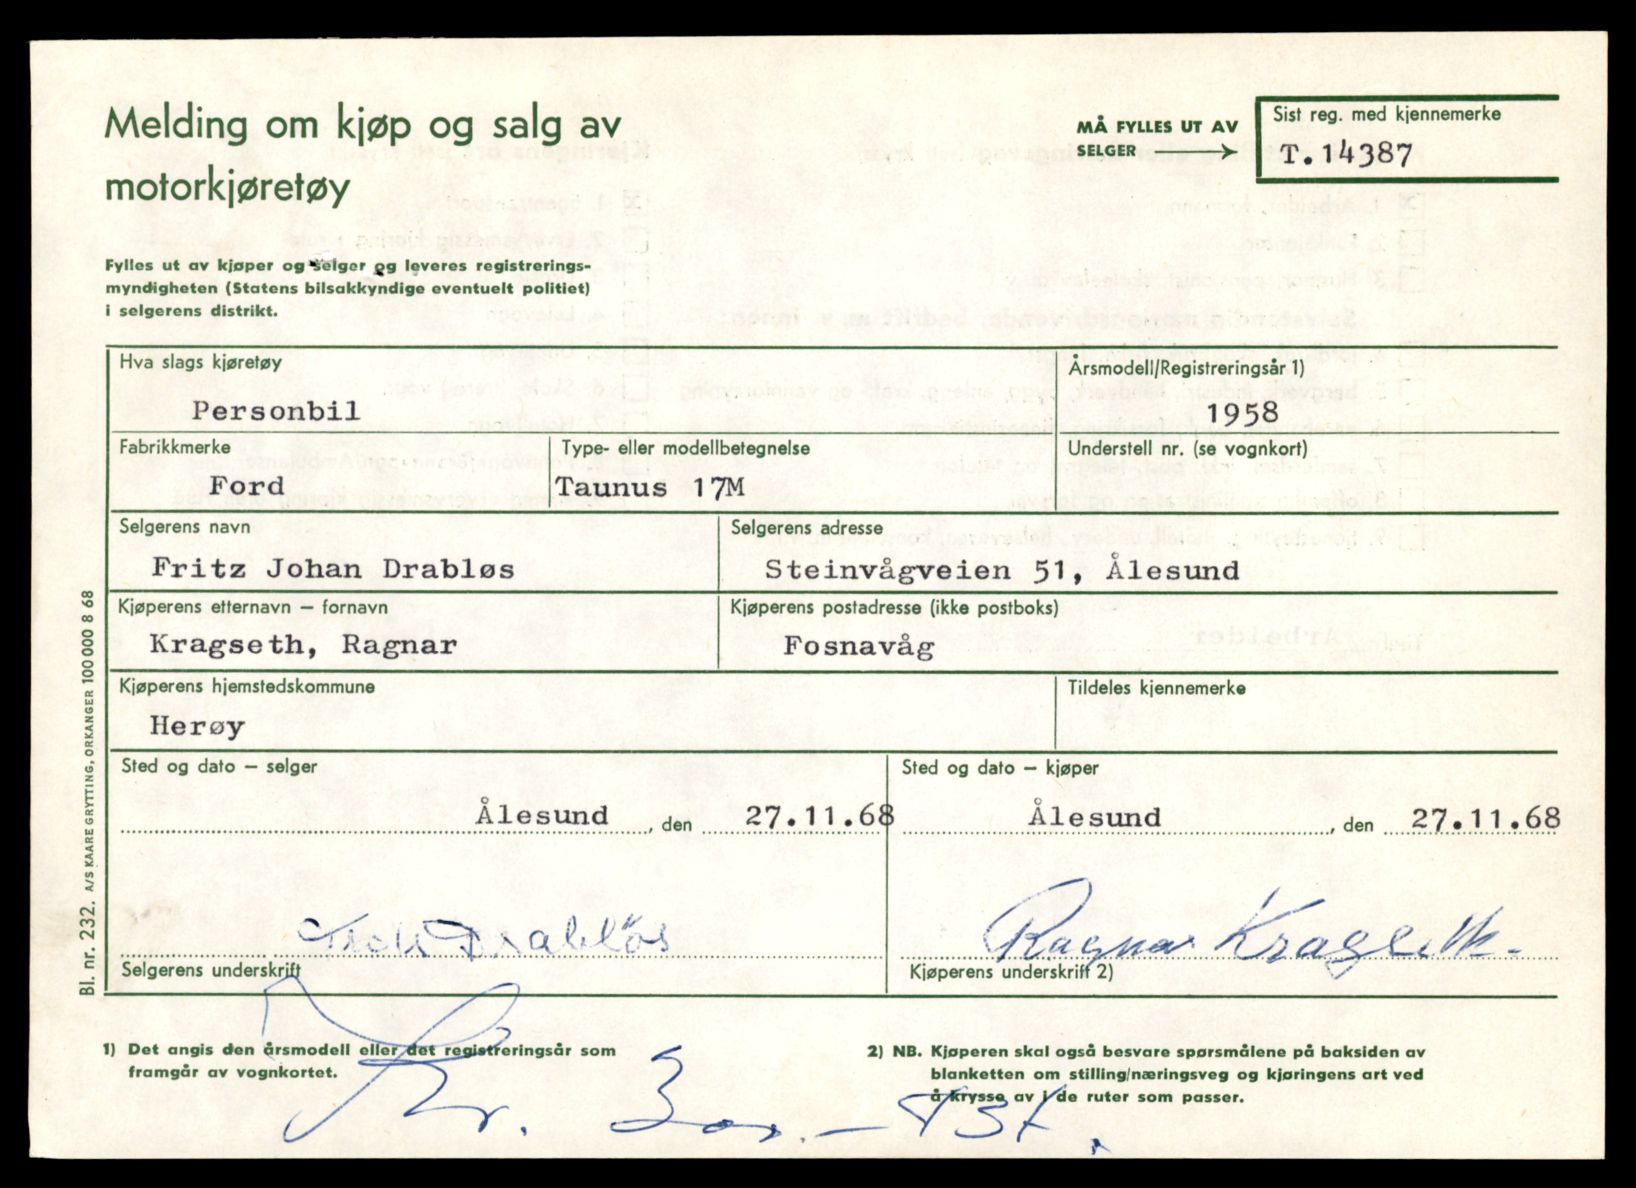 Melding om kjøp og salg av
motorkjøretøy
MÅ FYLLES UT AV
SELGER
Sist reg. med kjennemerke
T.14387
Fylles ut av kjøper og selger og leveres registrerings-
myndigheten (Statens bilsakkyndige eventuelt politiet)
i selgerens distrikt.
Hva slags kjøretøy
Personbil
Årsmodell/Registreringsår 1)
1958
Fabrikkmerke
Ford
Type- eller modellbetegnelse
Taunus 17M
Understell nr. (se vognkort)
Selgerens navn
Fritz Johan Drabløs
Selgerens adresse
Steinvågveien 51, Ålesund
Kjøperens etternavn – fornavn
Kragseth, Ragnar
Kjøperens postadresse (ikke postboks)
Fosnavåg
Kjøperens hjemstedskommune
Herøy
Tildeles kjennemerke
Sted og dato – selger
Ålesund, den 27.11.68
Sted og dato – kjøper
Ålesund, den 27.11.68
Drabløs
Selgerens underskrift
Ragnar Kragseth.
Kjøperens underskrift 2)
1) Det angis den årsmodell eller det registreringsår som
framgår av vognkortet.
2) NB. Kjøperen skal også besvare spørsmålene på baksiden av
blanketten om stilling/næringsveg og kjøringens art ved
å krysse av i de ruter som passer.
Kr.
Bl. nr. 232. A/S KAARE GRYTTING, ORKANGER 100 000 8 68